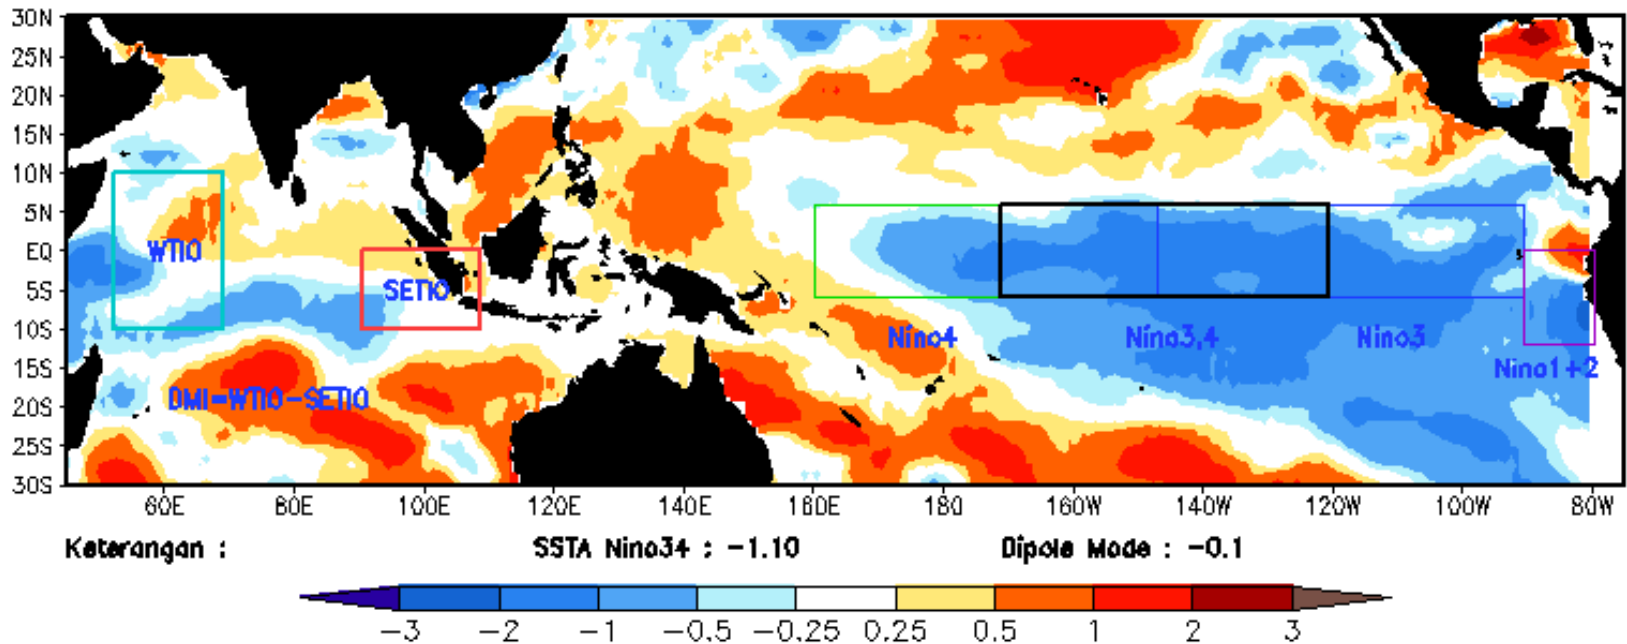 30N
25N
20N
15N
10N
5N
EQ
5S
10S
15S
20S
25S
30S
WTIO
SETIO
Nino4
Nino3,4
Nino3
Nino1+2
DMI=WTIO-SETIO
60E 80E 100E 120E 140E 160E 180 160W 140W 120W 100W 80W
Keterangan : SSTA Nino34 : -1.10 Dipole Mode : -0.1
-3 -2 -1 -0.5 -0.25 0.25 0.5 1 2 3